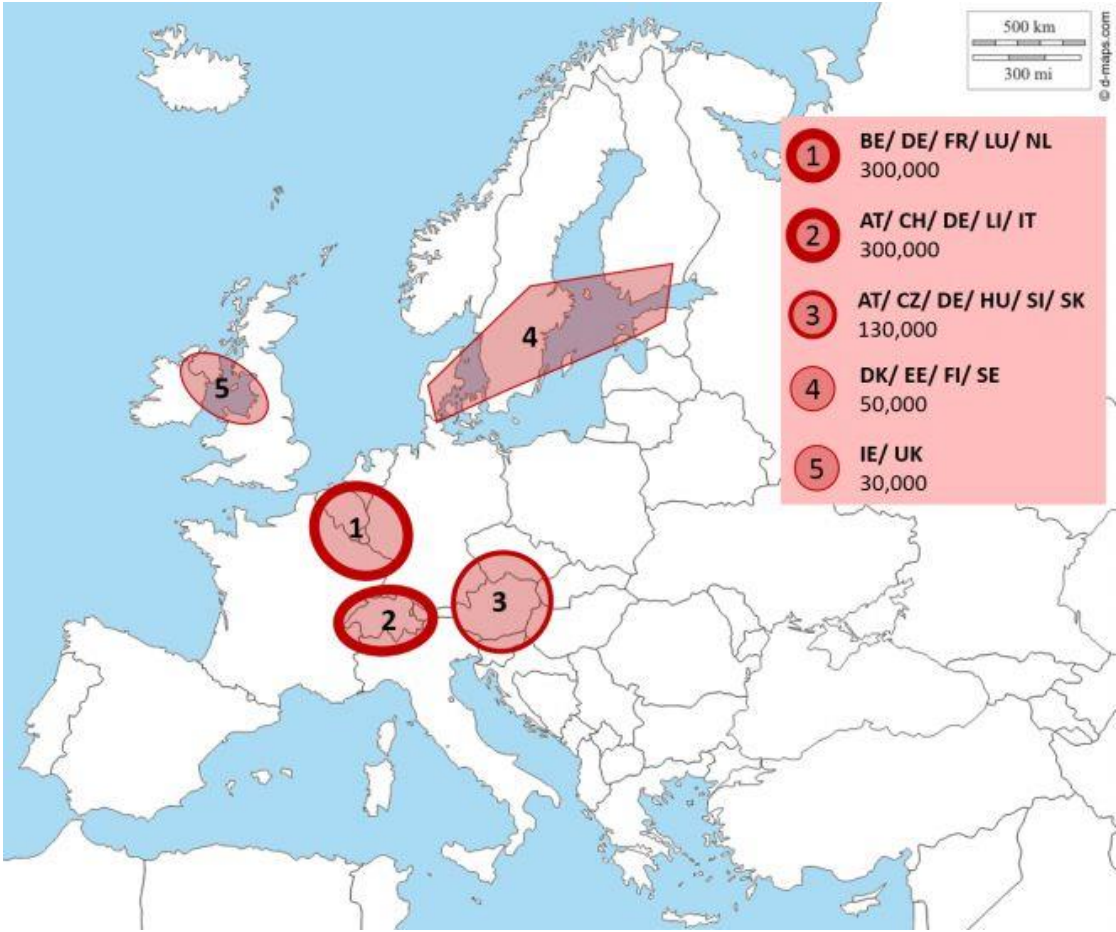 500 km
300 mi
© d-maps.com
1
BE/ DE/ FR/ LU/ NL
300,000
2
AT/ CH/ DE/ LI/ IT
300,000
3
AT/ CZ/ DE/ HU/ SI/ SK
130,000
4
DK/ EE/ FI/ SE
50,000
5
IE/ UK
30,000
4
5
1
3
2